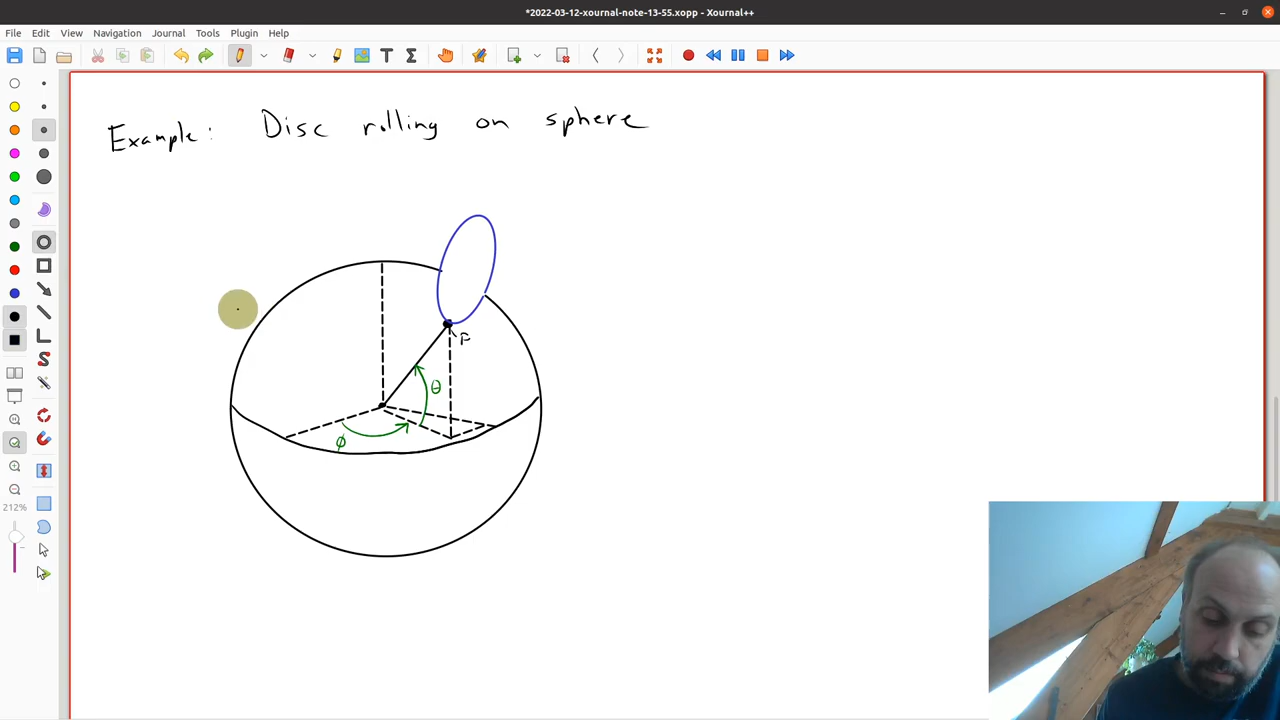 *2022-03-12-xournal-note-13-55.xopp - Xournal++
File Edit View Navigation Journal Tools Plugin Help
Example: Disc rolling on sphere
P
θ
ϕ
212%